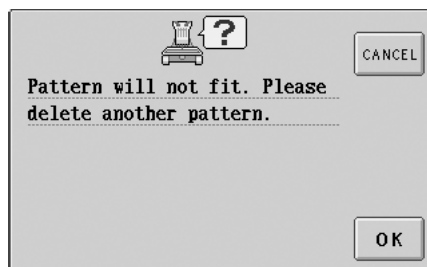 ?
CANCEL
Pattern will not fit. Please
delete another pattern.
OK